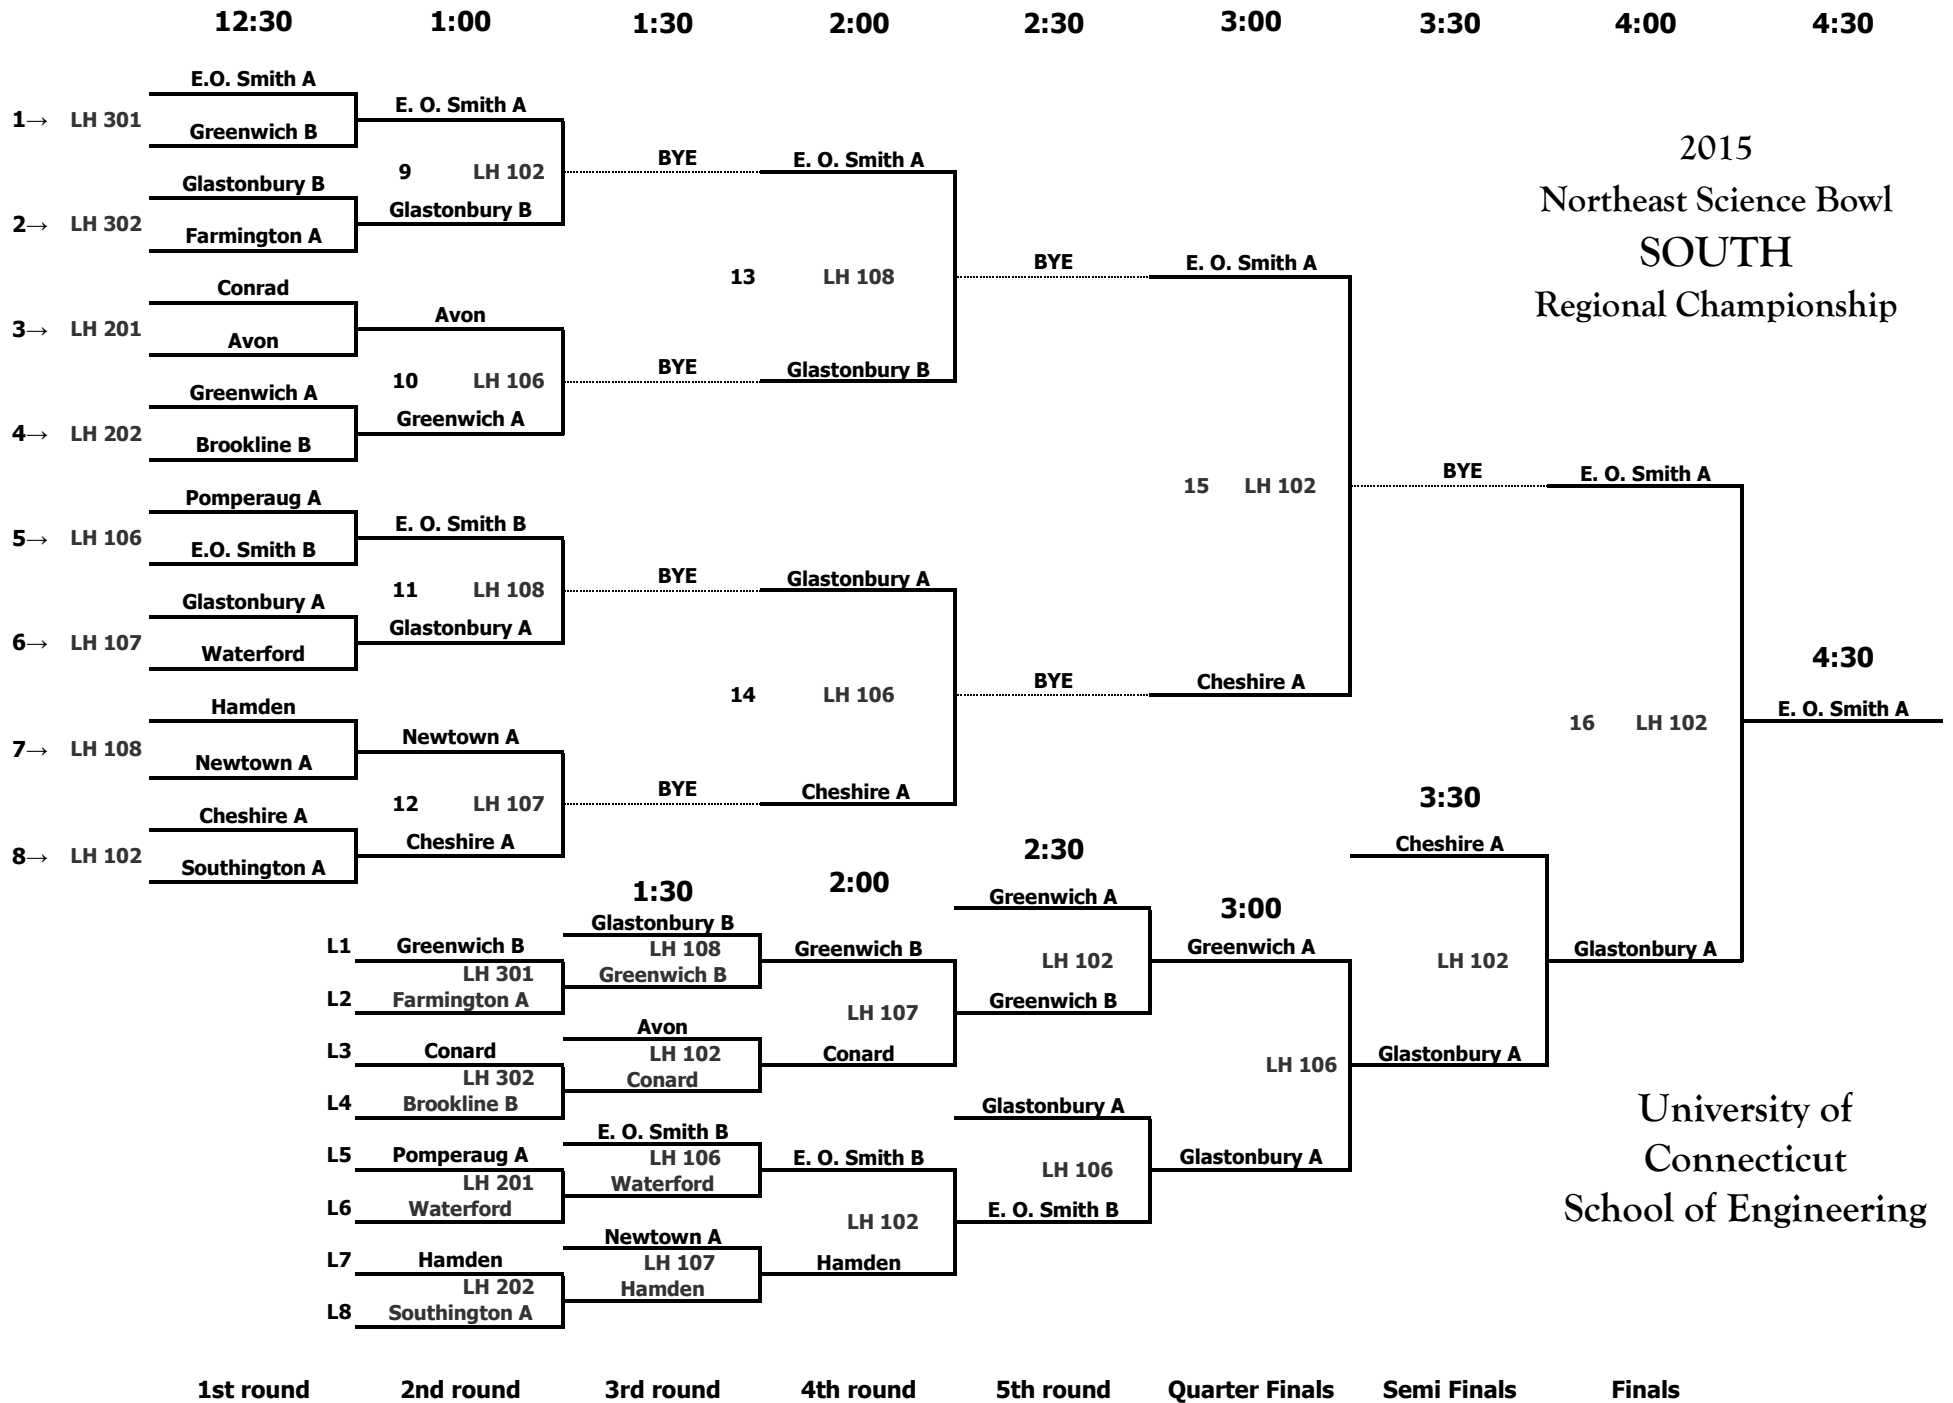 12:30 1:00 1:30 2:00 2:30 3:00 3:30 4:00 4:30
E.O. Smith A
E. O. Smith A
1→ LH 301
Greenwich B
BYE
E. O. Smith A
9 LH 102
Glastonbury B
Glastonbury B
2→ LH 302
Farmington A
BYE
E. O. Smith A
13 LH 108
Conrad
Avon
3→ LH 201
Avon
BYE
Glastonbury B
10 LH 106
Greenwich A
Greenwich A
4→ LH 202
Brookline B
BYE
E. O. Smith A
15 LH 102
Pomperaug A
E. O. Smith B
5→ LH 106
E.O. Smith B
BYE
Glastonbury A
11 LH 108
Glastonbury A
Glastonbury A
6→ LH 107
Waterford
BYE
Cheshire A
14 LH 106
Hamden
Newtown A
7→ LH 108
Newtown A
BYE
Cheshire A
12 LH 107
Cheshire A
Cheshire A
8→ LH 102
Southington A
2015
Northeast Science Bowl
SOUTH
Regional Championship
4:30
E. O. Smith A
16 LH 102
3:30
Cheshire A
2:30
2:00
1:30
Greenwich A
3:00
Glastonbury B
L1 Greenwich B
LH 108
Greenwich B
Greenwich A
Glastonbury A
LH 301
Greenwich B
LH 102
LH 102
L2 Farmington A
Greenwich B
LH 107
Avon
L3 Conard
LH 102
Conard
Glastonbury A
LH 302
Conard
LH 106
L4 Brookline B
Glastonbury A
E. O. Smith B
L5 Pomperaug A
LH 106
E. O. Smith B
Glastonbury A
LH 201
Waterford
LH 106
L6 Waterford
E. O. Smith B
LH 102
Newtown A
L7 Hamden
LH 107
Hamden
LH 202
Hamden
L8 Southington A
University of
Connecticut
School of Engineering
1st round 2nd round 3rd round 4th round 5th round Quarter Finals Semi Finals Finals